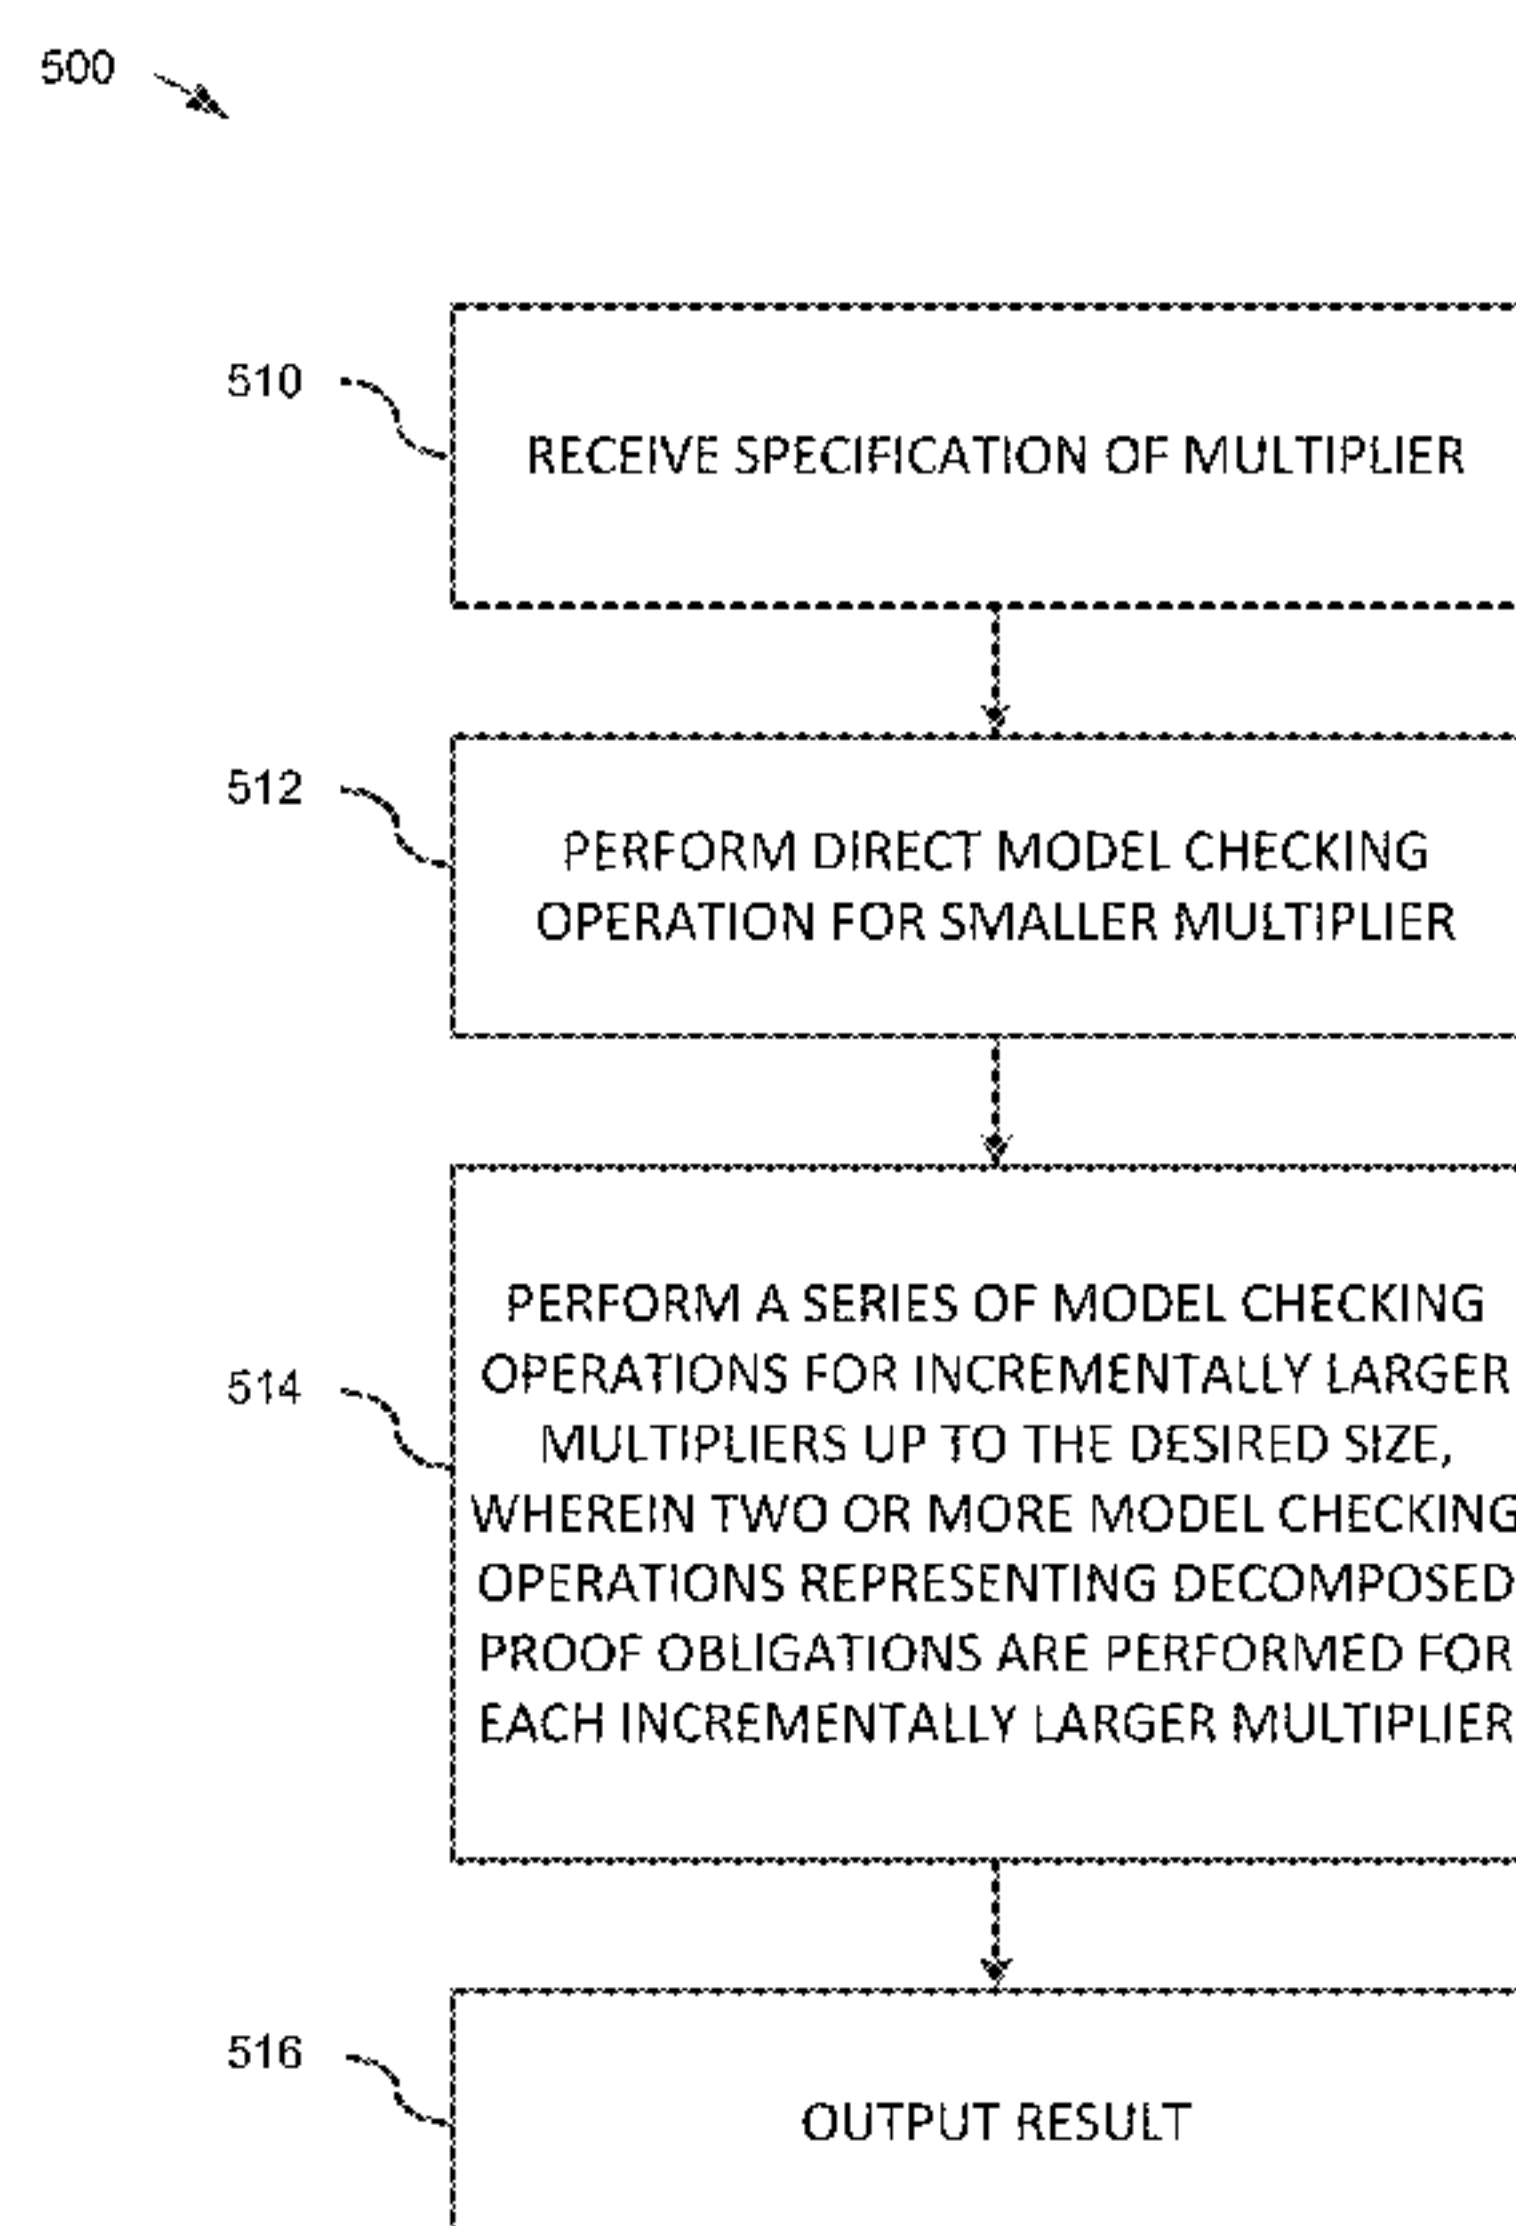 500
510
RECEIVE SPECIFICATION OF MULTIPLIER
512
PERFORM DIRECT MODEL CHECKING
OPERATION FOR SMALLER MULTIPLIER
514
PERFORM A SERIES OF MODEL CHECKING
OPERATIONS FOR INCREMENTALLY LARGER
MULTIPLIERS UP TO THE DESIRED SIZE,
WHEREIN TWO OR MORE MODEL CHECKING
OPERATIONS REPRESENTING DECOMPOSED
PROOF OBLIGATIONS ARE PERFORMED FOR
EACH INCREMENTALLY LARGER MULTIPLIER
516
OUTPUT RESULT